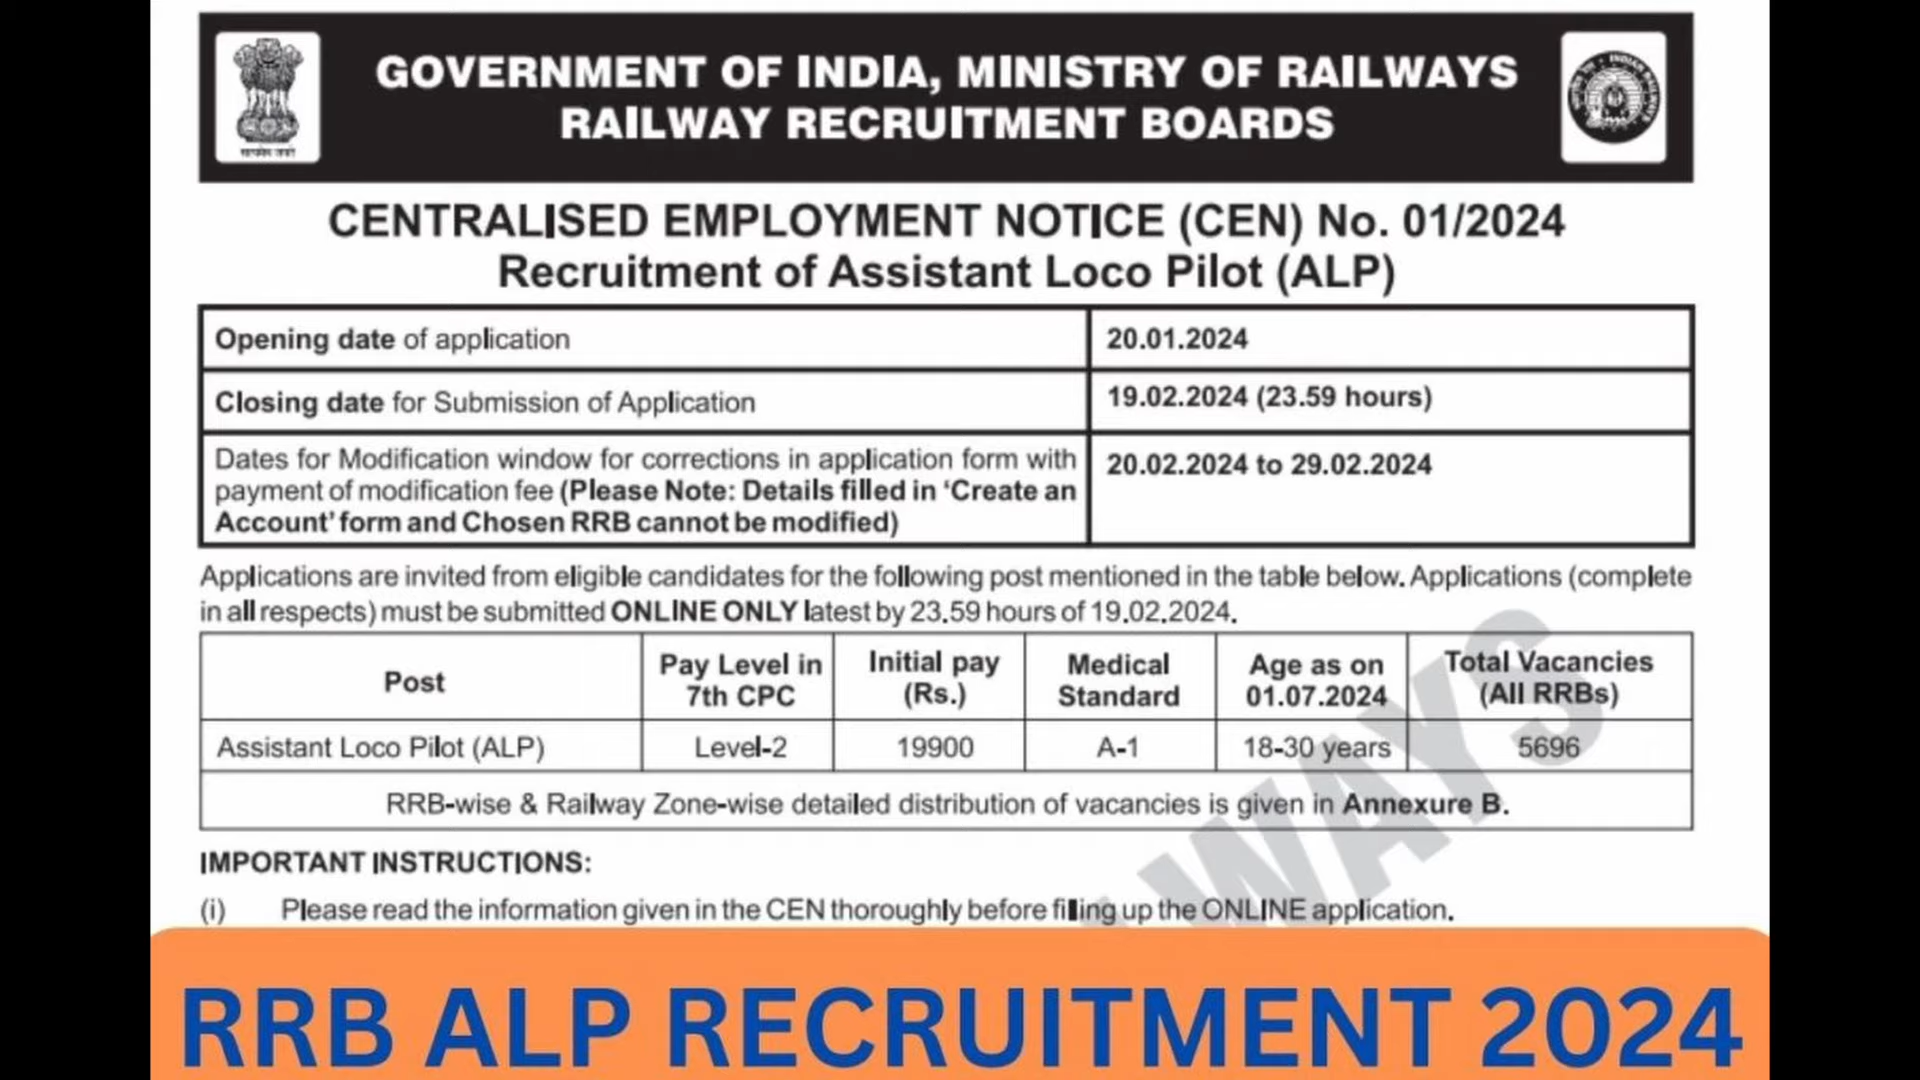 GOVERNMENT OF INDIA, MINISTRY OF RAILWAYS
RAILWAY RECRUITMENT BOARDS
सत्यमेव जयते
CENTRALISED EMPLOYMENT NOTICE (CEN) No. 01/2024
Recruitment of Assistant Loco Pilot (ALP)
Opening date of application 20.01.2024
Closing date for Submission of Application 19.02.2024 (23.59 hours)
Dates for Modification window for corrections in application form with 20.02.2024 to 29.02.2024
payment of modification fee (Please Note: Details filled in ‘Create an
Account’ form and Chosen RRB cannot be modified)
Applications are invited from eligible candidates for the following post mentioned in the table below. Applications (complete
in all respects) must be submitted ONLINE ONLY latest by 23.59 hours of 19.02.2024.
Post Pay Level in 7th CPC Initial pay (Rs.) Medical Standard Age as on 01.07.2024 Total Vacancies (All RRBs)
Assistant Loco Pilot (ALP) Level-2 19900 A-1 18-30 years 5696
RRB-wise & Railway Zone-wise detailed distribution of vacancies is given in Annexure B.
IMPORTANT INSTRUCTIONS:
(i) Please read the information given in the CEN thoroughly before filling up the ONLINE application.
WAYS
RRB ALP RECRUITMENT 2024